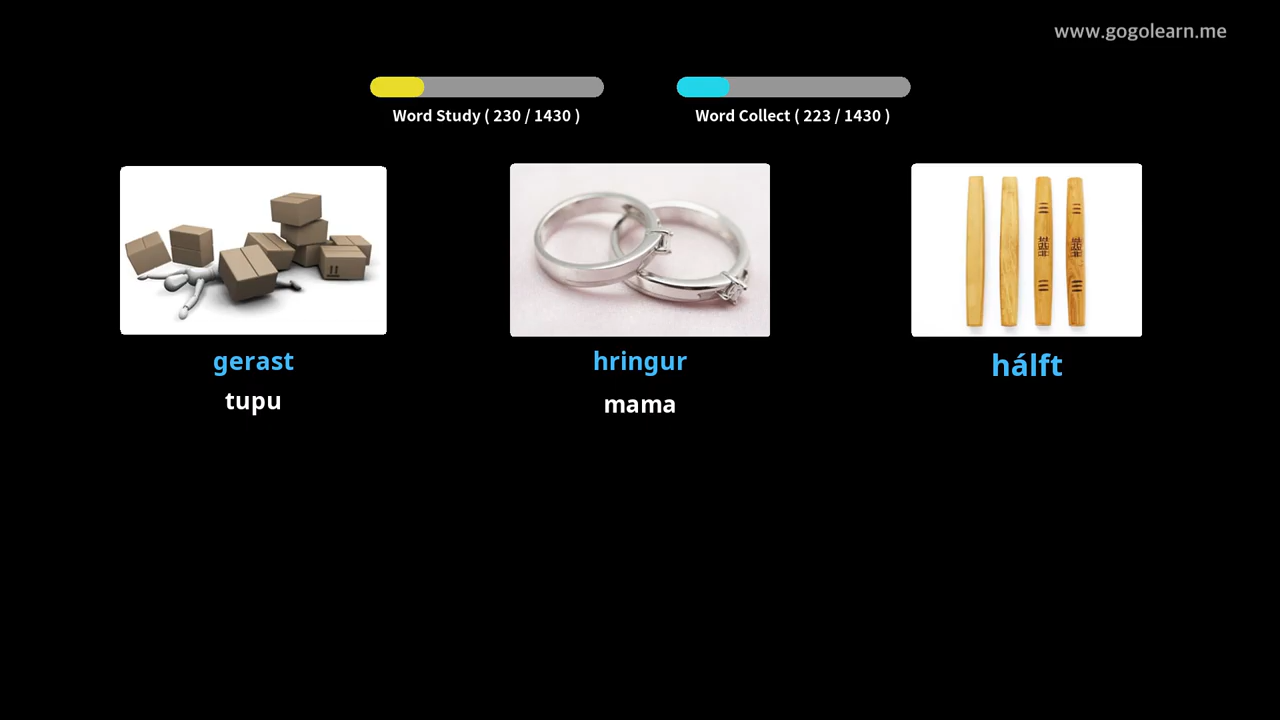 www.gogolearn.me
Word Study ( 230 / 1430 )
Word Collect ( 223 / 1430 )
gerast
hringur
hálft
tupu
mama